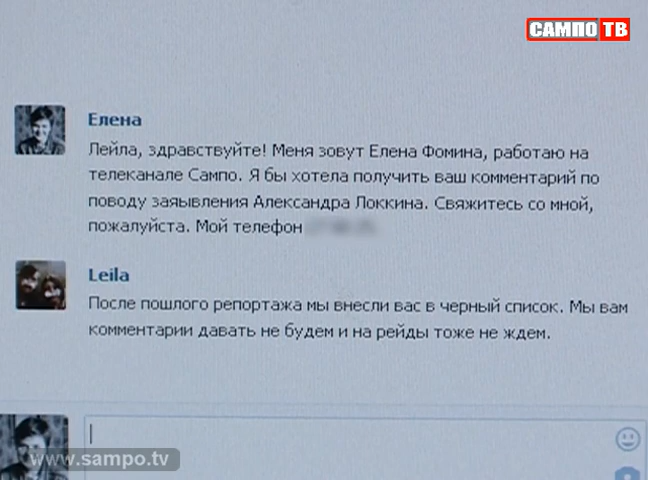 САМПО ТВ
Елена
Лейла, здравствуйте! Меня зовут Елена Фомина, работаю на
телеканале Сампо. Я бы хотела получить ваш комментарий по
поводу заяывления Александра Локкина. Свяжитесь со мной,
пожалуйста. Мой телефон
Leila
После пошлого репортажа мы внесли вас в черный список. Мы вам
комментарии давать не будем и на рейды тоже не ждем.
www.sampo.tv